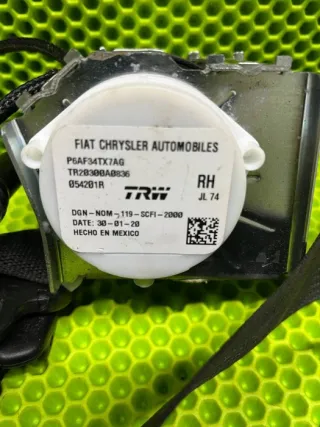 FIAT CHRYSLER AUTOMOBILES
P6AF34TX7AG
TR20300A0836
054201R
TRW
RH
JL 74
DGN-NOM-119-SCFI-2000
DATE: 30-01-20
HECHO EN MEXICO